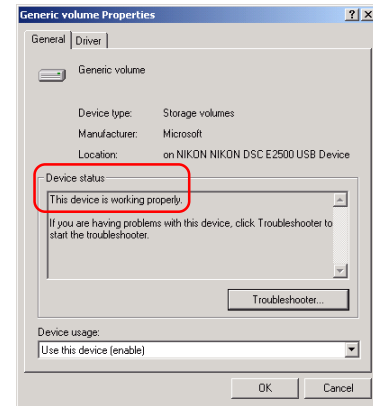 Generic volume Properties
General
Driver
Generic volume
Device type: Storage volumes
Manufacturer: Microsoft
Location: on NIKON NIKON DSC E2500 USB Device
Device status
This device is working properly.
If you are having problems with this device, click Troubleshooter to
start the troubleshooter.
Troubleshooter...
Device usage:
Use this device (enable)
OK
Cancel